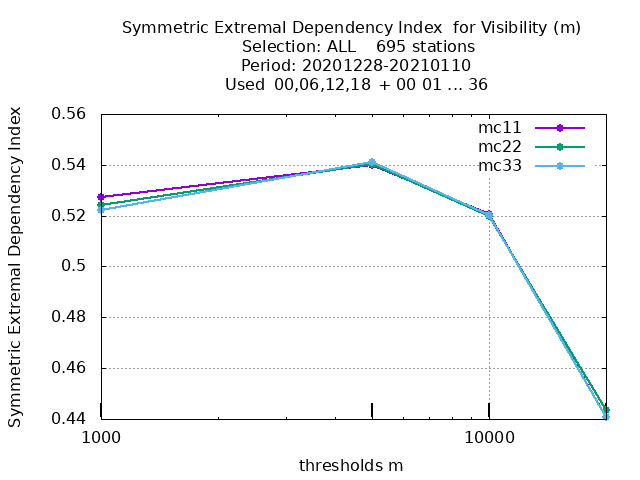 Symmetric Extremal Dependency Index  for Visibility (m)
Selection: ALL    695 stations
Period: 20201228-20210110
Used  00,06,12,18  + 00 01 ... 36
Symmetric Extremal Dependency Index
0.56
0.54
0.52
0.5
0.48
0.46
0.44
mc11
mc22
mc33
1000
10000
thresholds m